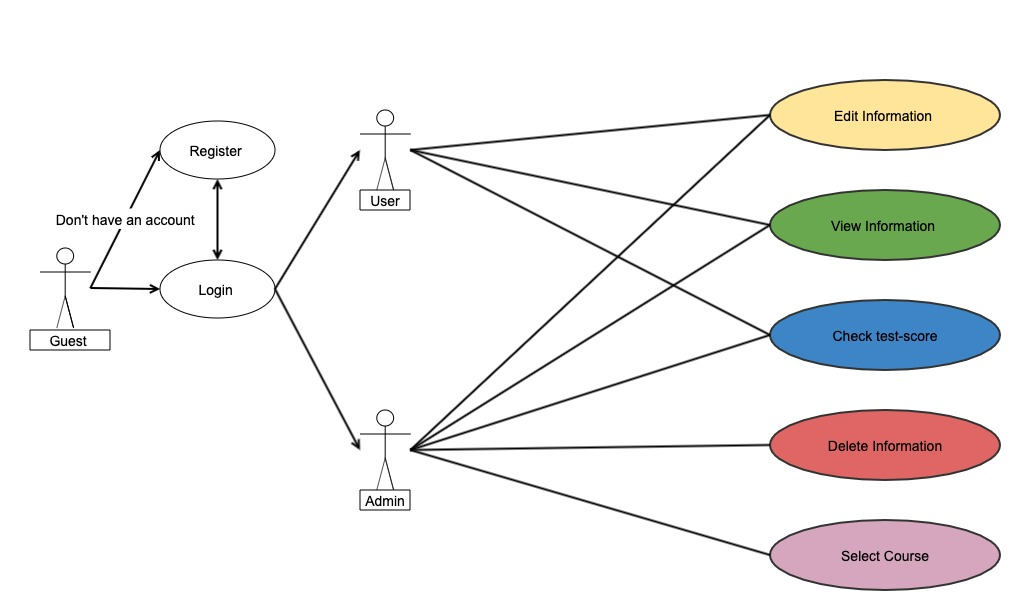 Edit Information
Register
User
Don't have an account
View Information
Login
Guest
Check test-score
Delete Information
Admin
Select Course